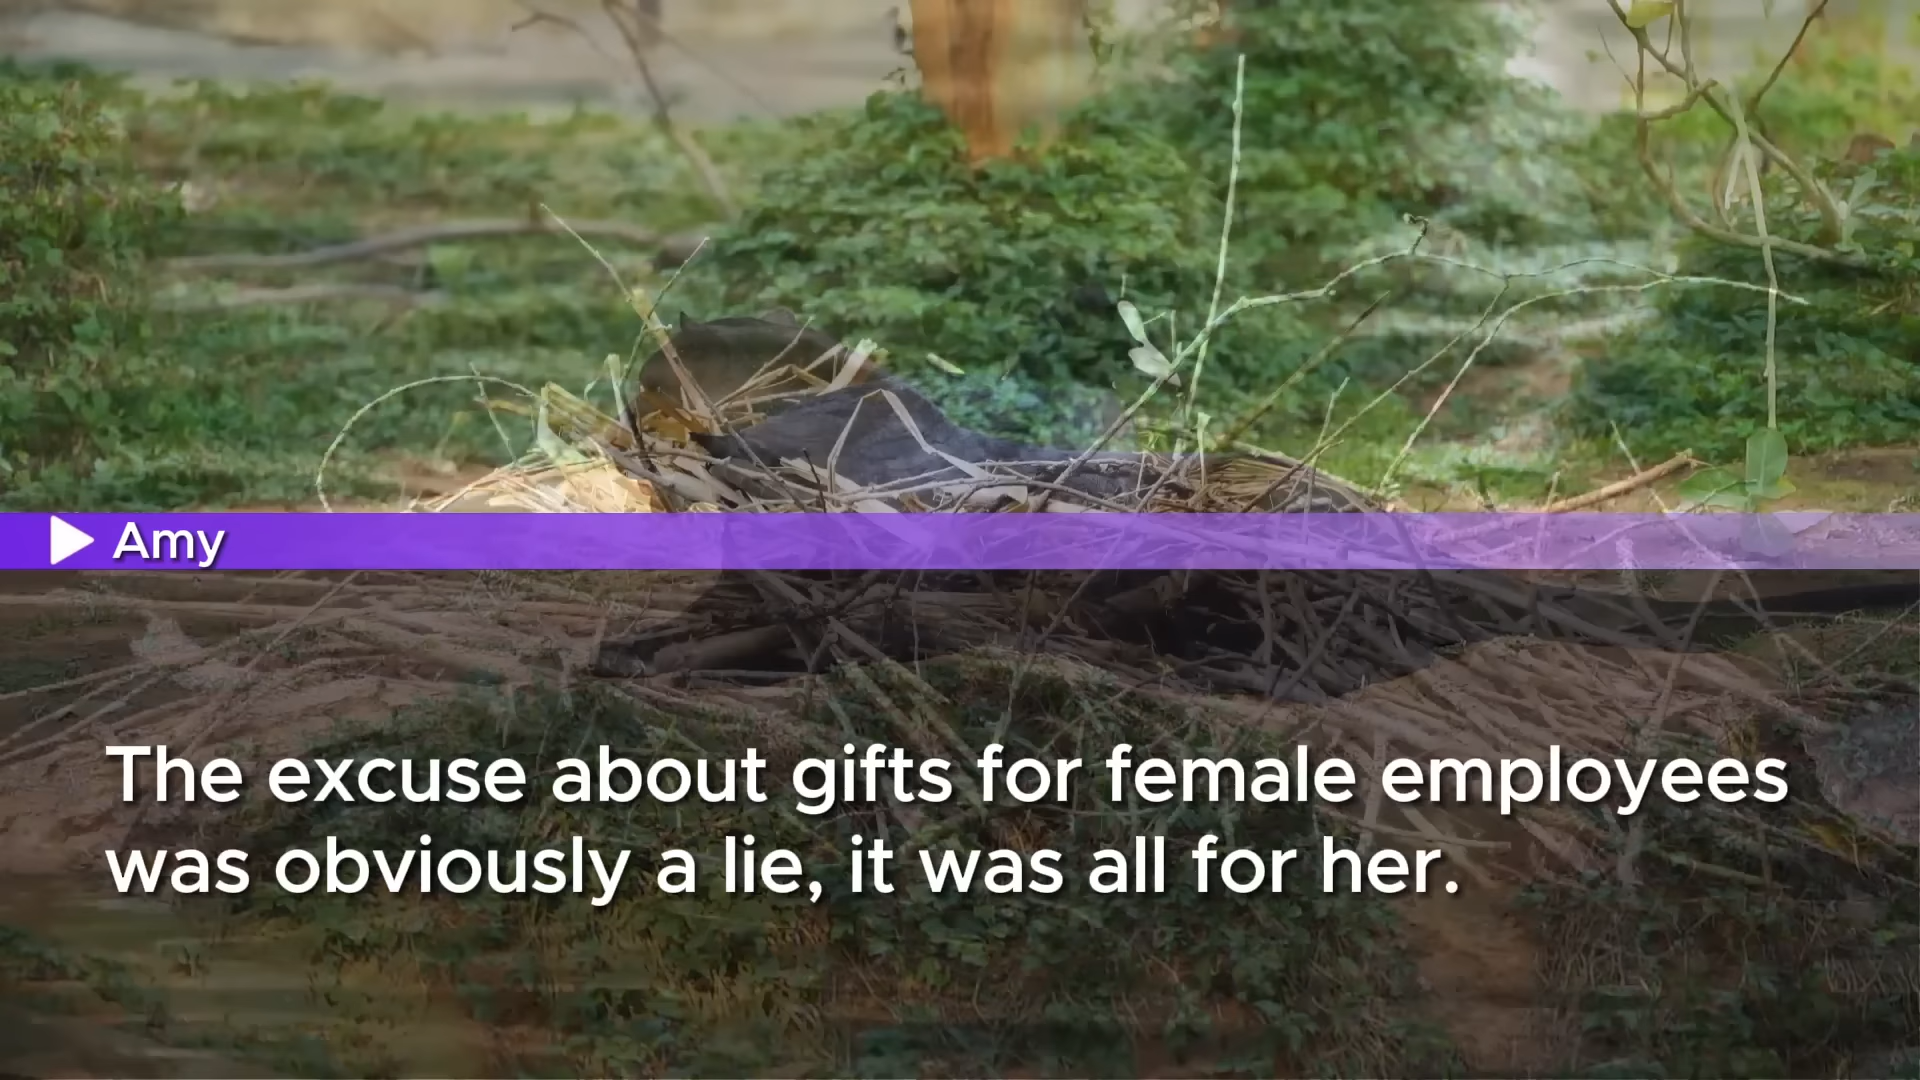 Amy
The excuse about gifts for female employees
was obviously a lie, it was all for her.